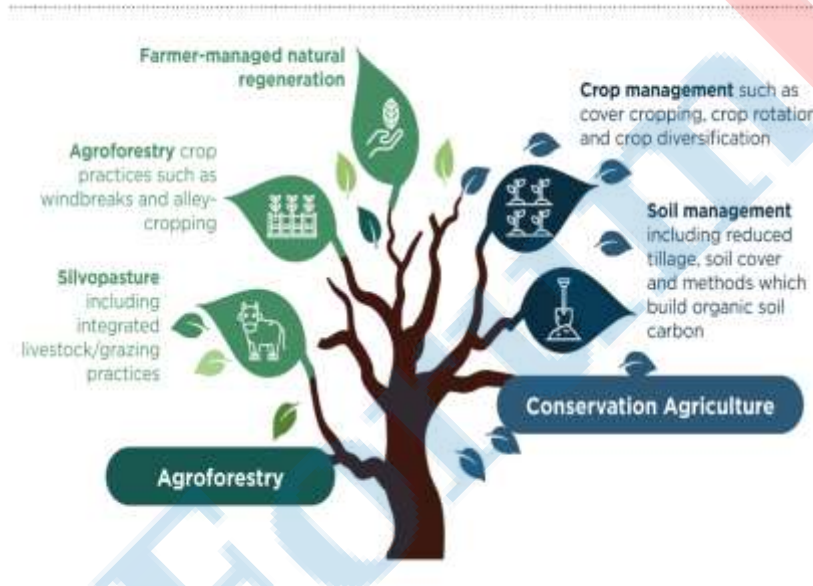 Farmer-managed natural
regeneration
Agroforestry crop
practices such as
windbreaks and alley-
cropping
Silvopasture
including
integrated
livestock/grazing
practices
Agroforestry
Crop management such as
cover cropping, crop rotation
and crop diversification
Soil management
including reduced
tillage, soil cover
and methods which
build organic soil
carbon
Conservation Agriculture